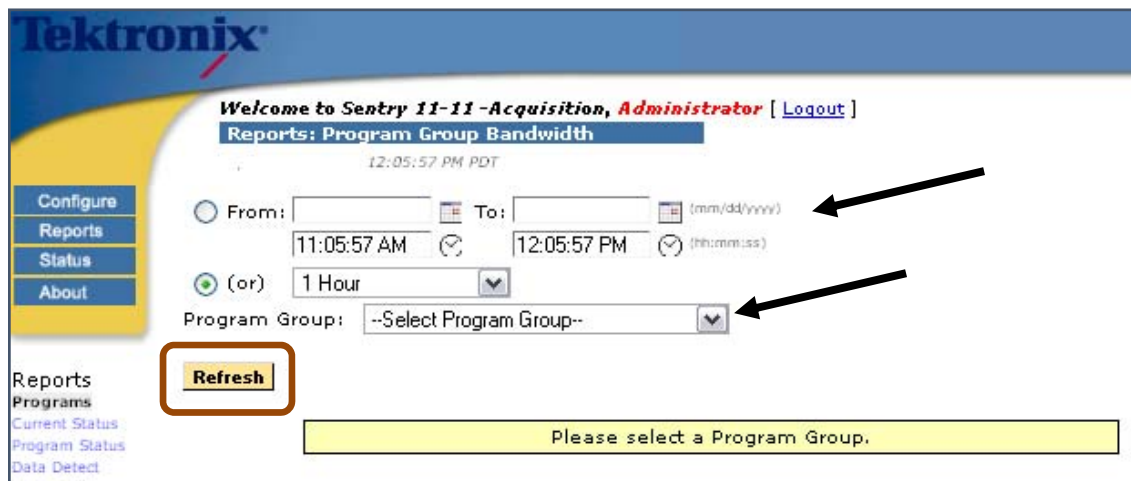 Tektronix
Welcome to Sentry 11-11 -Acquisition, Administrator [ Logout ]
Reports: Program Group Bandwidth
12:05:57 PM PDT
Configure
Reports
Status
About
From: To: (mm/dd/yyyy)
11:05:57 AM 12:05:57 PM (hh:mm:ss)
(or) 1 Hour
Program Group: --Select Program Group--
Refresh
Reports
Programs
Current Status
Program Status
Data Detect
Please select a Program Group.